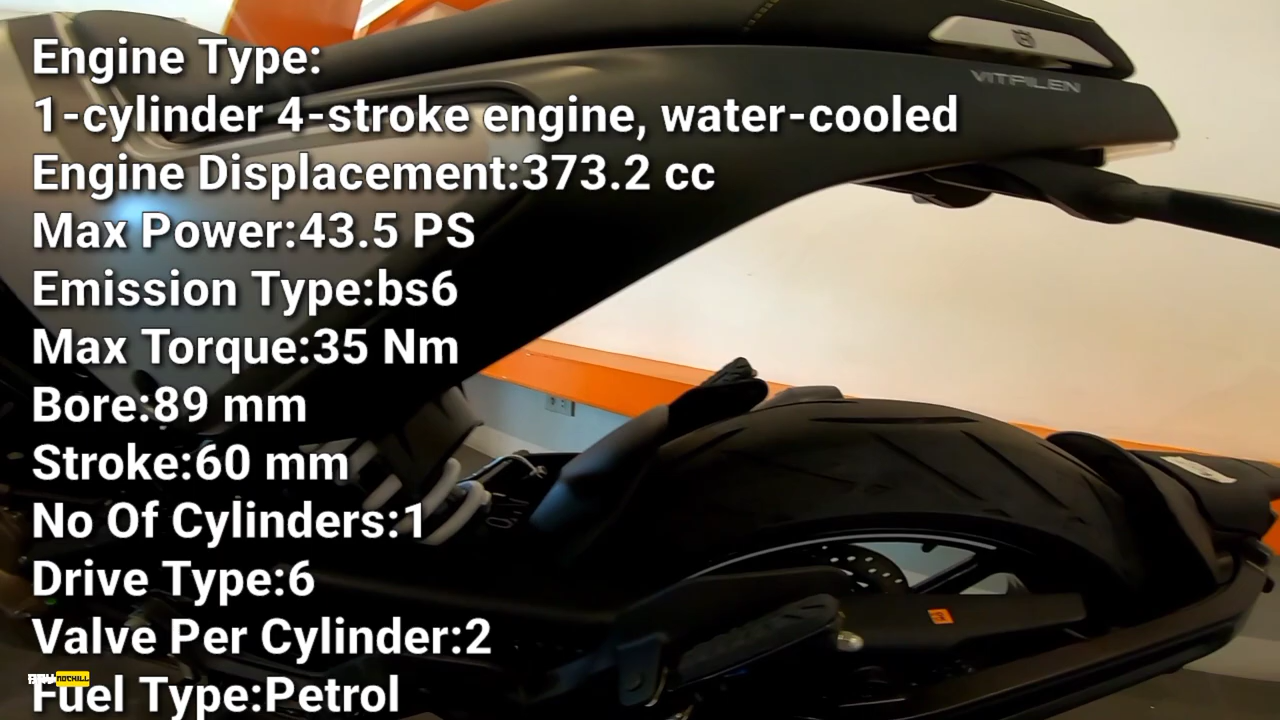 Engine Type:
1-cylinder 4-stroke engine, water-cooled
Engine Displacement:373.2 cc
Max Power:43.5 PS
Emission Type:bs6
Max Torque:35 Nm
Bore:89 mm
Stroke:60 mm
No Of Cylinders:1
Drive Type:6
Valve Per Cylinder:2
Fuel Type:Petrol
VITPILEN
NOCHILL